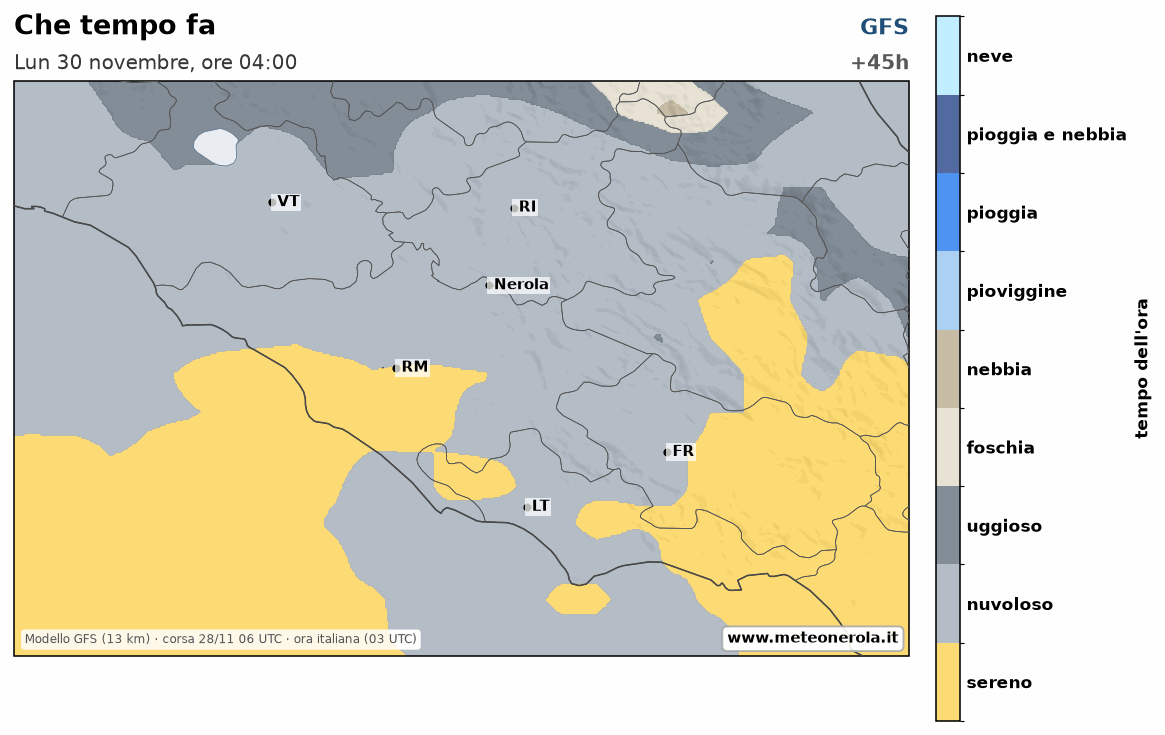 Che tempo fa
GFS
Lun 30 novembre, ore 04:00
+45h
neve
pioggia e nebbia
pioggia
pioviggine
nebbia
foschia
uggioso
nuvoloso
sereno
tempo dell'ora
VT
RI
Nerola
RM
FR
LT
Modello GFS (13 km) · corsa 28/11 06 UTC · ora italiana (03 UTC)
www.meteonerola.it